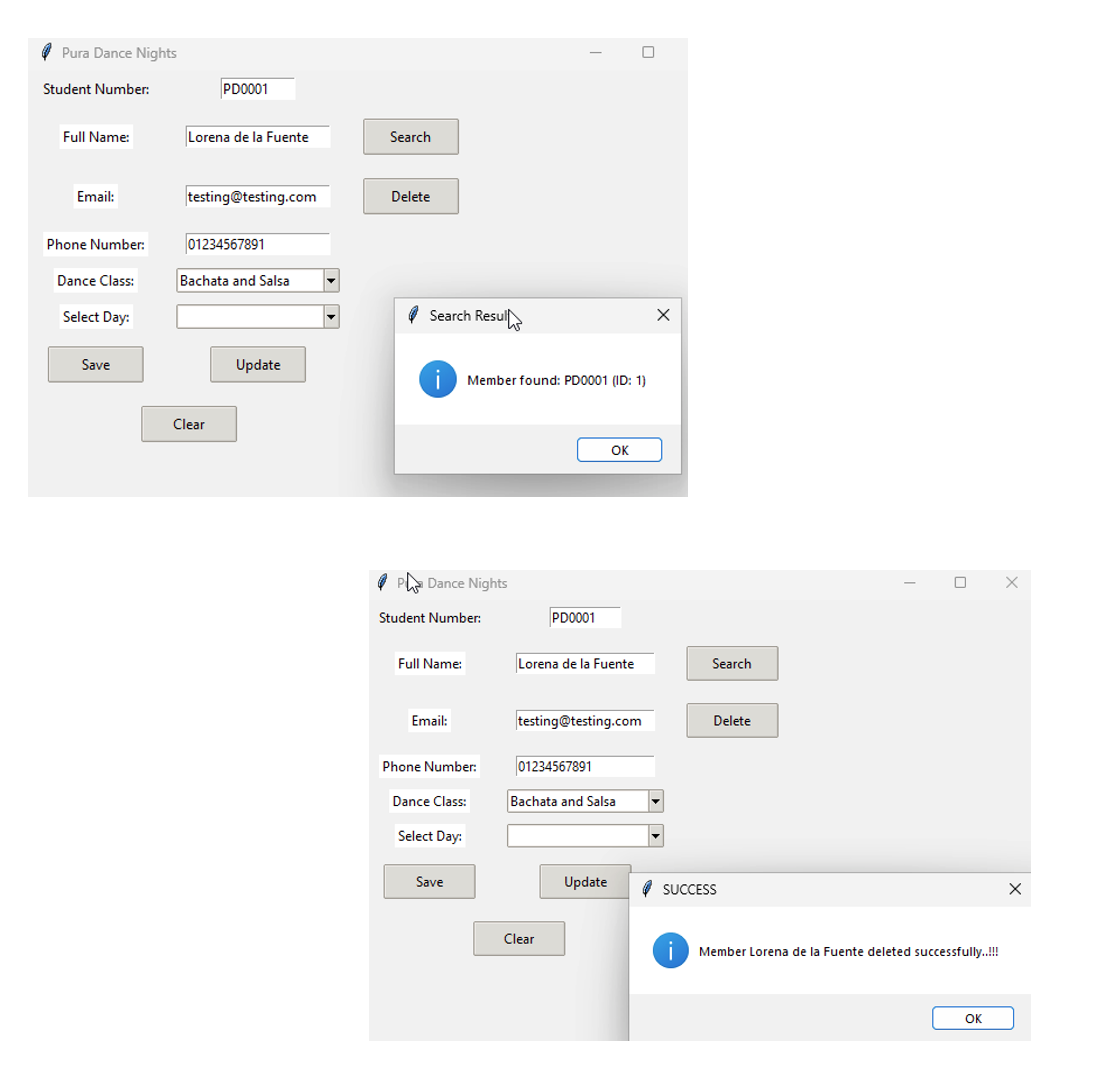 Pura Dance Nights
Student Number: PD0001
Full Name: Lorena de la Fuente Search
Email: testing@testing.com Delete
Phone Number: 01234567891
Dance Class: Bachata and Salsa
Select Day:
Save Update
Clear
Search Resul
Member found: PD0001 (ID: 1)
OK
Pura Dance Nights
Student Number: PD0001
Full Name: Lorena de la Fuente Search
Email: testing@testing.com Delete
Phone Number: 01234567891
Dance Class: Bachata and Salsa
Select Day:
Save Update
Clear
SUCCESS
Member Lorena de la Fuente deleted successfully..!!!
OK